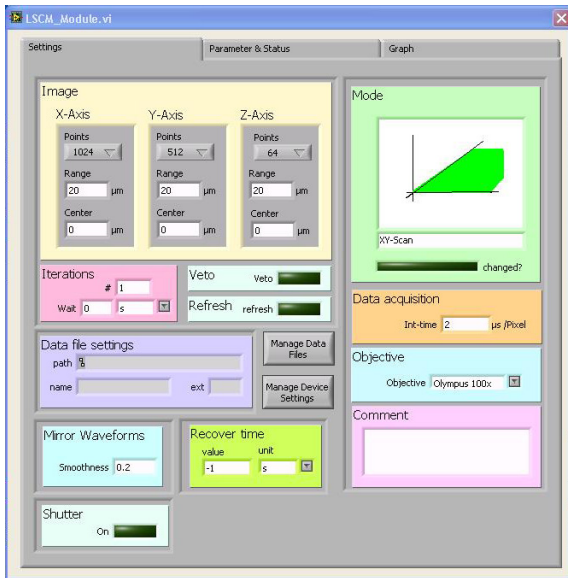 LSCM_Module.vi
Settings
Parameter & Status
Graph
Image
X-Axis
Y-Axis
Z-Axis
Points
Points
Points
1024
512
64
Range
Range
Range
20 µm
20 µm
20 µm
Center
Center
Center
0 µm
0 µm
0 µm
Mode
XY-Scan
changed?
Iterations
# 1
Wait 0 s
Veto
Veto
Refresh
refresh
Data acquisition
Int-time 2 µs /Pixel
Data file settings
path %
name
ext
Manage Data
Files
Manage Device
Settings
Objective
Objective Olympus 100x
Comment
Mirror Waveforms
Smoothness 0.2
Recover time
value unit
-1 s
Shutter
On